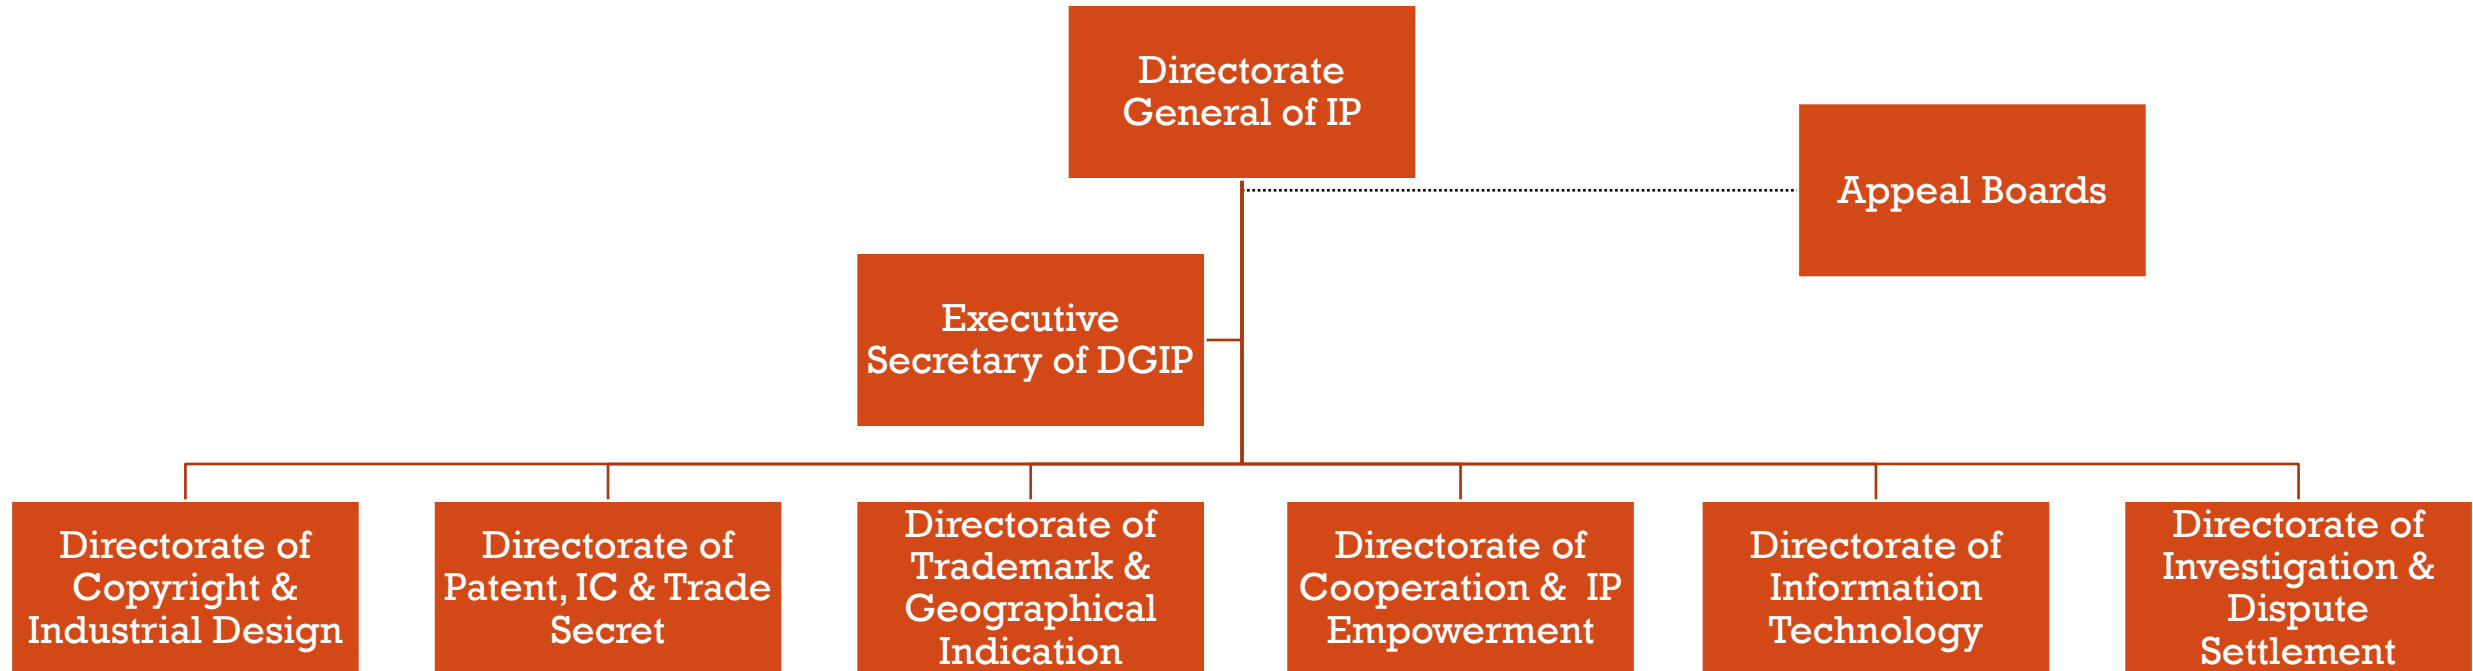 Directorate
General of IP
Appeal Boards
Executive
Secretary of DGIP
Directorate of
Copyright &
Industrial Design
Directorate of
Patent, IC & Trade
Secret
Directorate of
Trademark &
Geographical
Indication
Directorate of
Cooperation & IP
Empowerment
Directorate of
Information
Technology
Directorate of
Investigation &
Dispute
Settlement